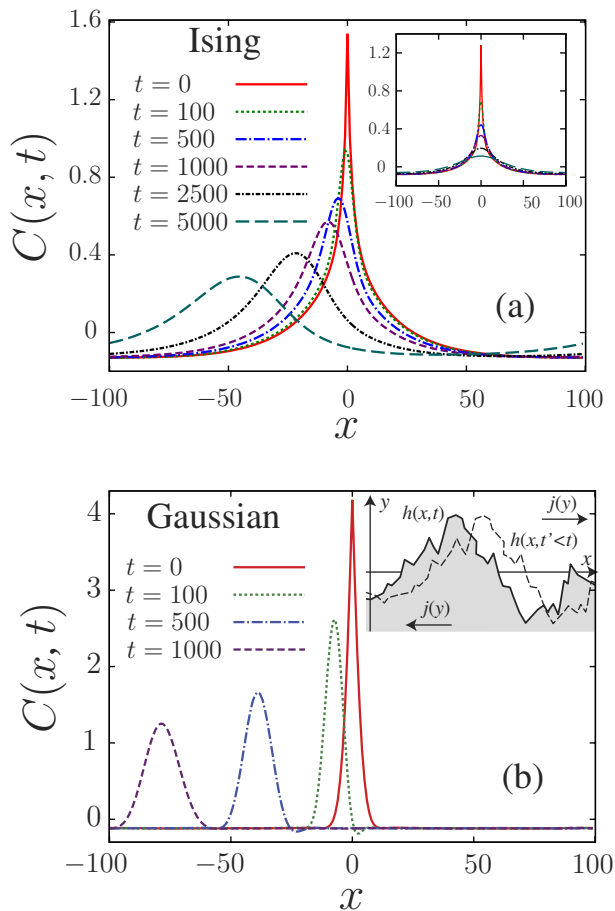 1.6
1.2
0.8
0.4
0
C(x, t)
Ising
t = 0
t = 100
t = 500
t = 1000
t = 2500
t = 5000
1.2
0.8
0.4
0
−100 −50 0 50 100
(a)
−100 −50 0 50 100
x
4
3
2
1
0
C(x, t)
Gaussian
t = 0
t = 100
t = 500
t = 1000
y
h(x,t)
j(y)
h(x,t'<t)
x
j(y)
(b)
−100 −50 0 50 100
x